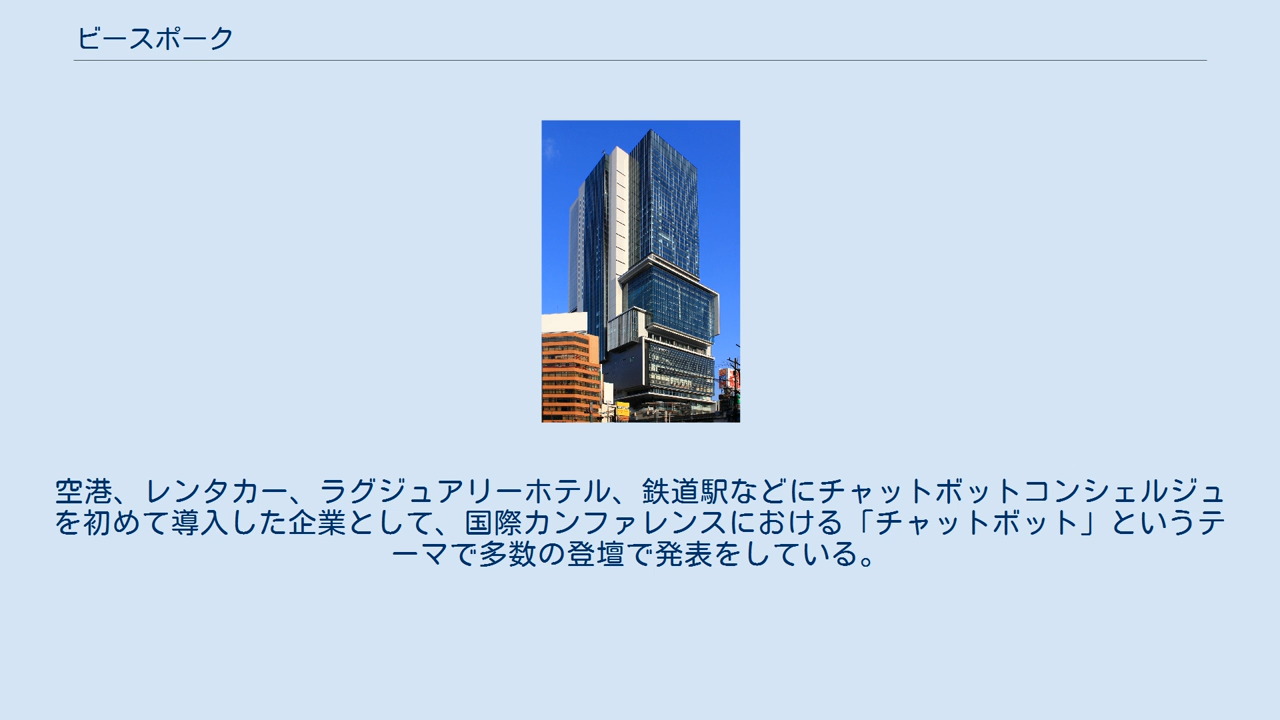 ビースポーク
空港、レンタカー、ラグジュアリーホテル、鉄道駅などにチャットボットコンシェルジュ
を初めて導入した企業として、国際カンファレンスにおける「チャットボット」というテ
ーマで多数の登壇で発表をしている。